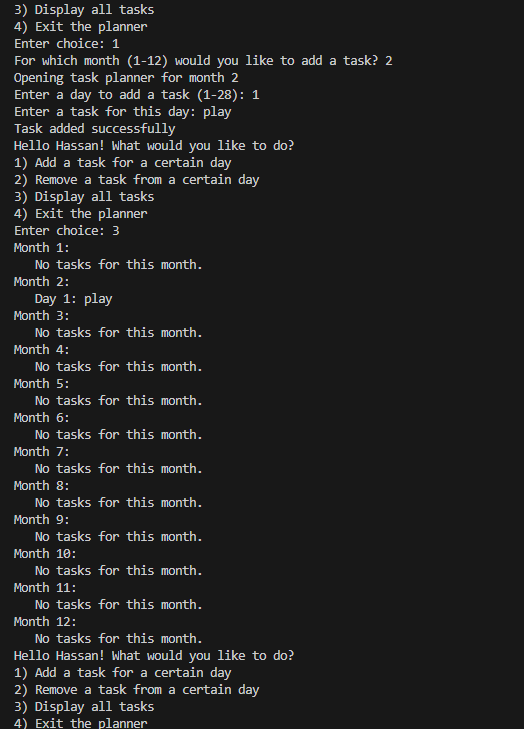 3) Display all tasks
4) Exit the planner
Enter choice: 1
For which month (1-12) would you like to add a task? 2
Opening task planner for month 2
Enter a day to add a task (1-28): 1
Enter a task for this day: play
Task added successfully
Hello Hassan! What would you like to do?
1) Add a task for a certain day
2) Remove a task from a certain day
3) Display all tasks
4) Exit the planner
Enter choice: 3
Month 1:
   No tasks for this month.
Month 2:
   Day 1: play
Month 3:
   No tasks for this month.
Month 4:
   No tasks for this month.
Month 5:
   No tasks for this month.
Month 6:
   No tasks for this month.
Month 7:
   No tasks for this month.
Month 8:
   No tasks for this month.
Month 9:
   No tasks for this month.
Month 10:
   No tasks for this month.
Month 11:
   No tasks for this month.
Month 12:
   No tasks for this month.
Hello Hassan! What would you like to do?
1) Add a task for a certain day
2) Remove a task from a certain day
3) Display all tasks
4) Exit the planner